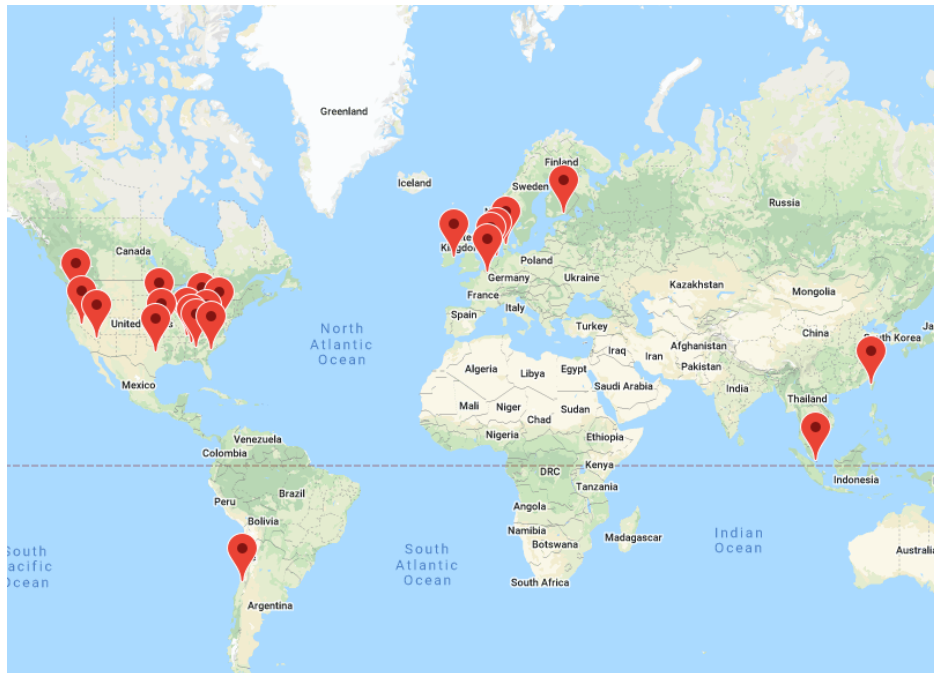 Greenland
Iceland
Finland
Sweden
Russia
Canada
Kingdom
Poland
Germany
Ukraine
France
Kazakhstan
Mongolia
Spain
Italy
Turkey
United
North
Atlantic
Ocean
China
South Korea
Ja
Afghanistan
Iraq
Iran
Pakistan
Algeria
Libya
Egypt
Saudi Arabia
India
Mexico
Mali
Niger
Chad
Sudan
Thailand
Nigeria
Ethiopia
Venezuela
Colombia
DRC
Kenya
Indonesia
Tanzania
Peru
Brazil
Bolivia
Angola
Namibia
Botswana
Madagascar
Indian
Ocean
South
Pacific
Ocean
South
Atlantic
Ocean
Australia
South Africa
Argentina